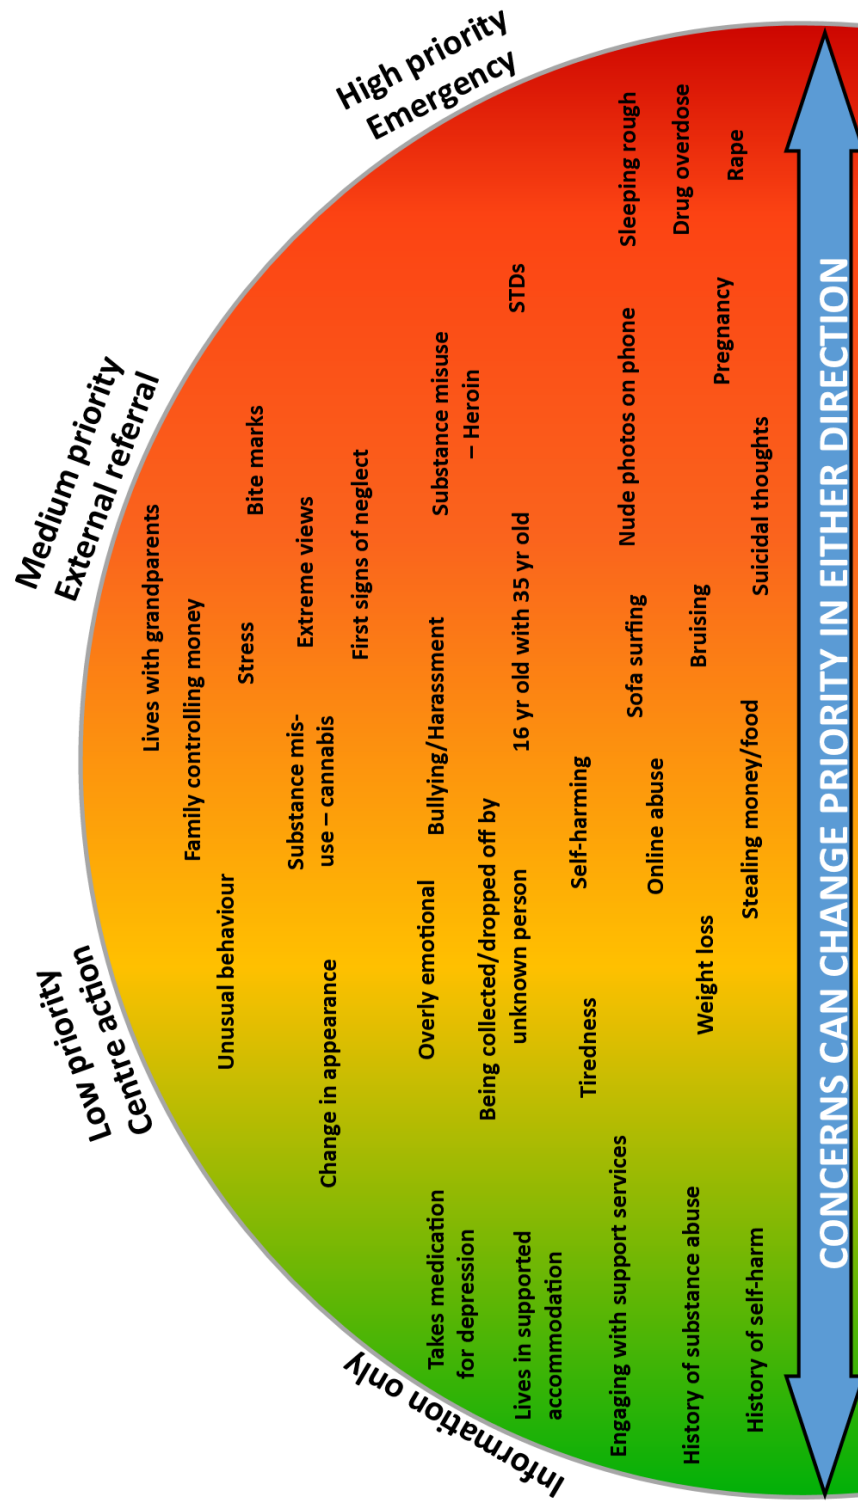 Information only
Low priority
Centre action
Medium priority
External referral
High priority
Emergency
Takes medication
for depression
Lives in supported
accommodation
Engaging with support services
History of substance abuse
History of self-harm
Unusual behaviour
Change in appearance
Overly emotional
Being collected/dropped off by
unknown person
Tiredness
Weight loss
Lives with grandparents
Family controlling money
Stress
Substance mis-
use – cannabis
Extreme views
First signs of neglect
Bullying/Harassment
16 yr old with 35 yr old
Self-harming
Sofa surfing
Online abuse
Bruising
Stealing money/food
Bite marks
Substance misuse
– Heroin
STDs
Nude photos on phone
Pregnancy
Suicidal thoughts
Sleeping rough
Drug overdose
Rape
CONCERNS CAN CHANGE PRIORITY IN EITHER DIRECTION